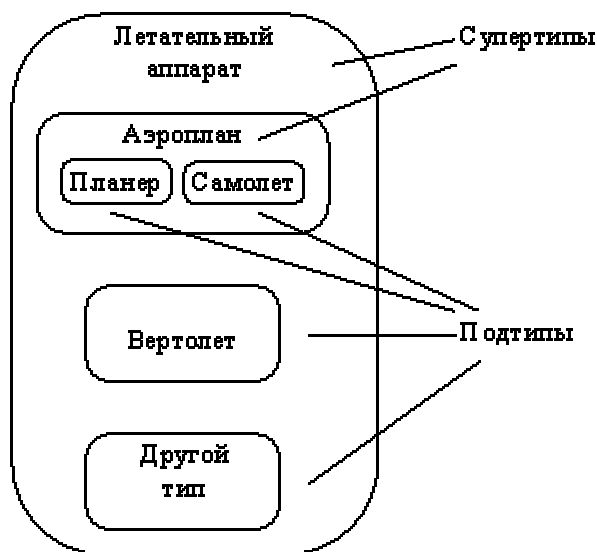 Летательный
аппарат
Супертипы
Аэроплан
Планер
Самолет
Вертолет
Подтипы
Другой
тип